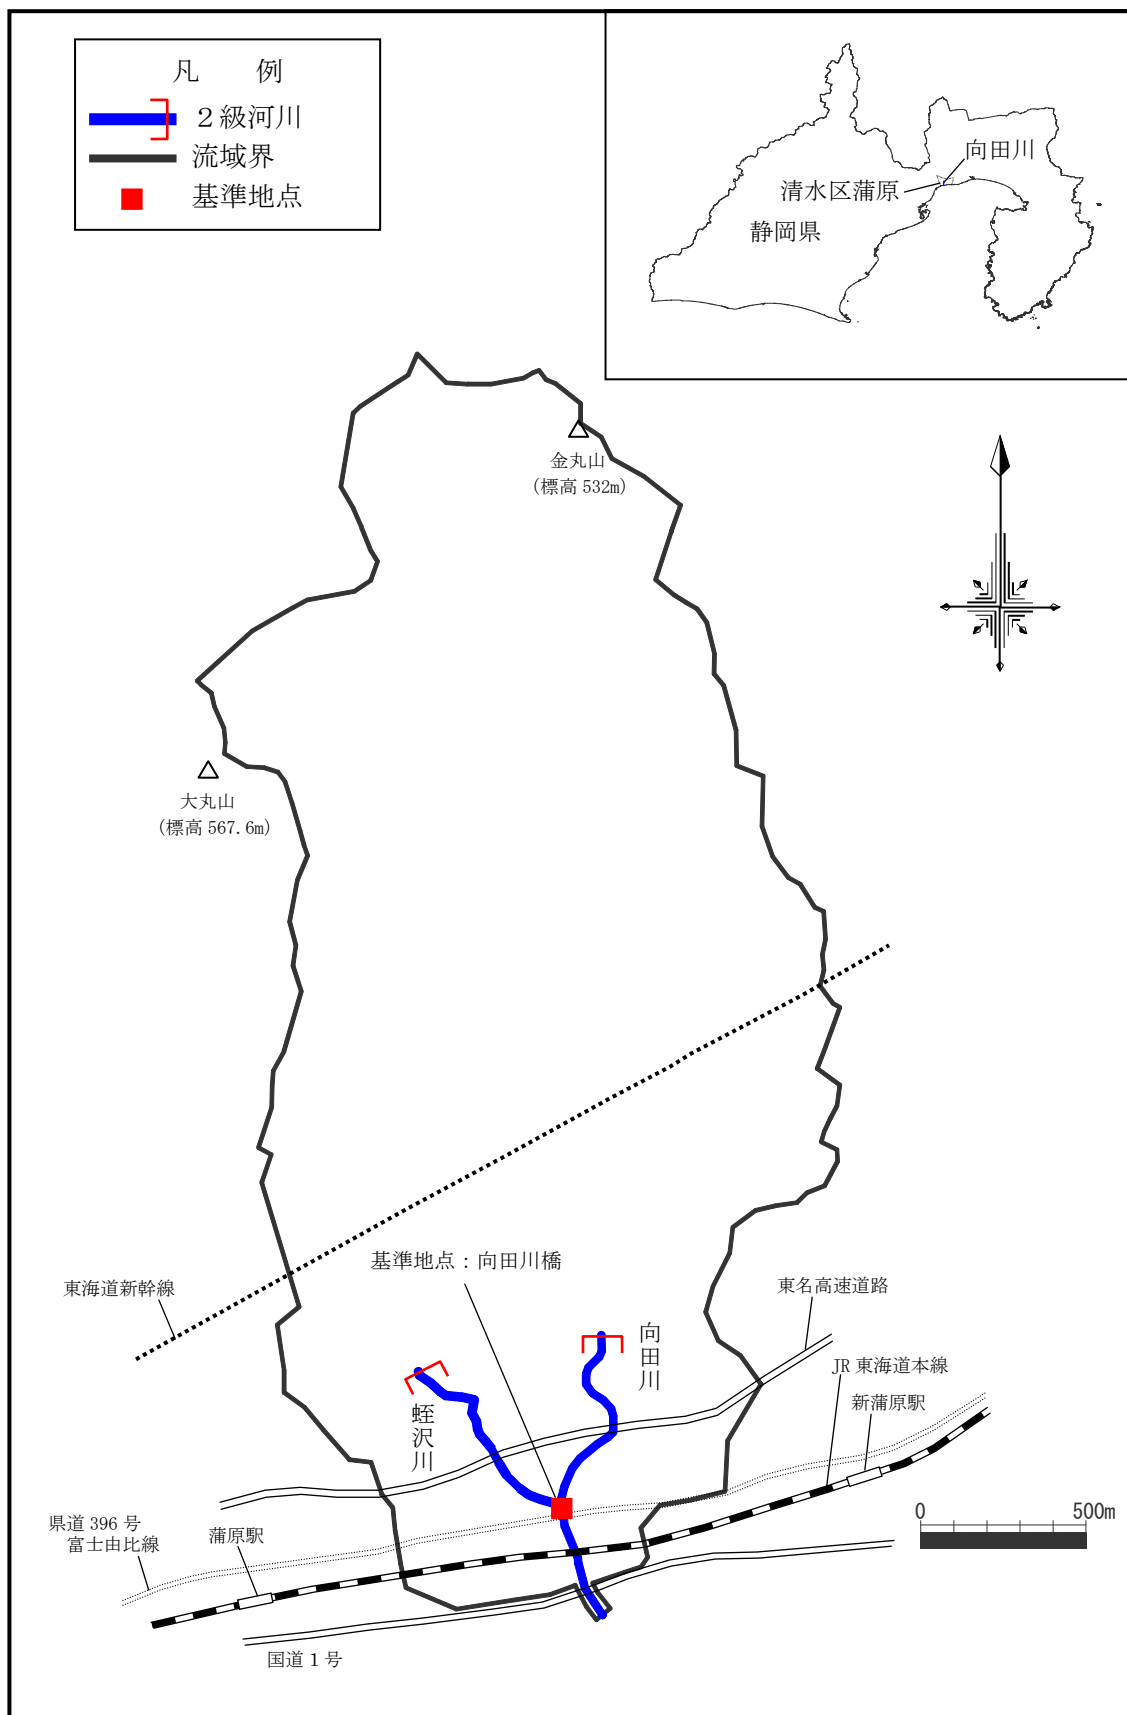 凡　例
２級河川
流域界
基準地点
向田川
清水区蒲原
静岡県
金丸山
(標高 532m)
大丸山
(標高 567.6m)
基準地点：向田川橋
東海道新幹線
東名高速道路
向田川
JR 東海道本線
新蒲原駅
蛭沢川
県道 396 号
富士由比線
蒲原駅
0
500m
国道 1 号